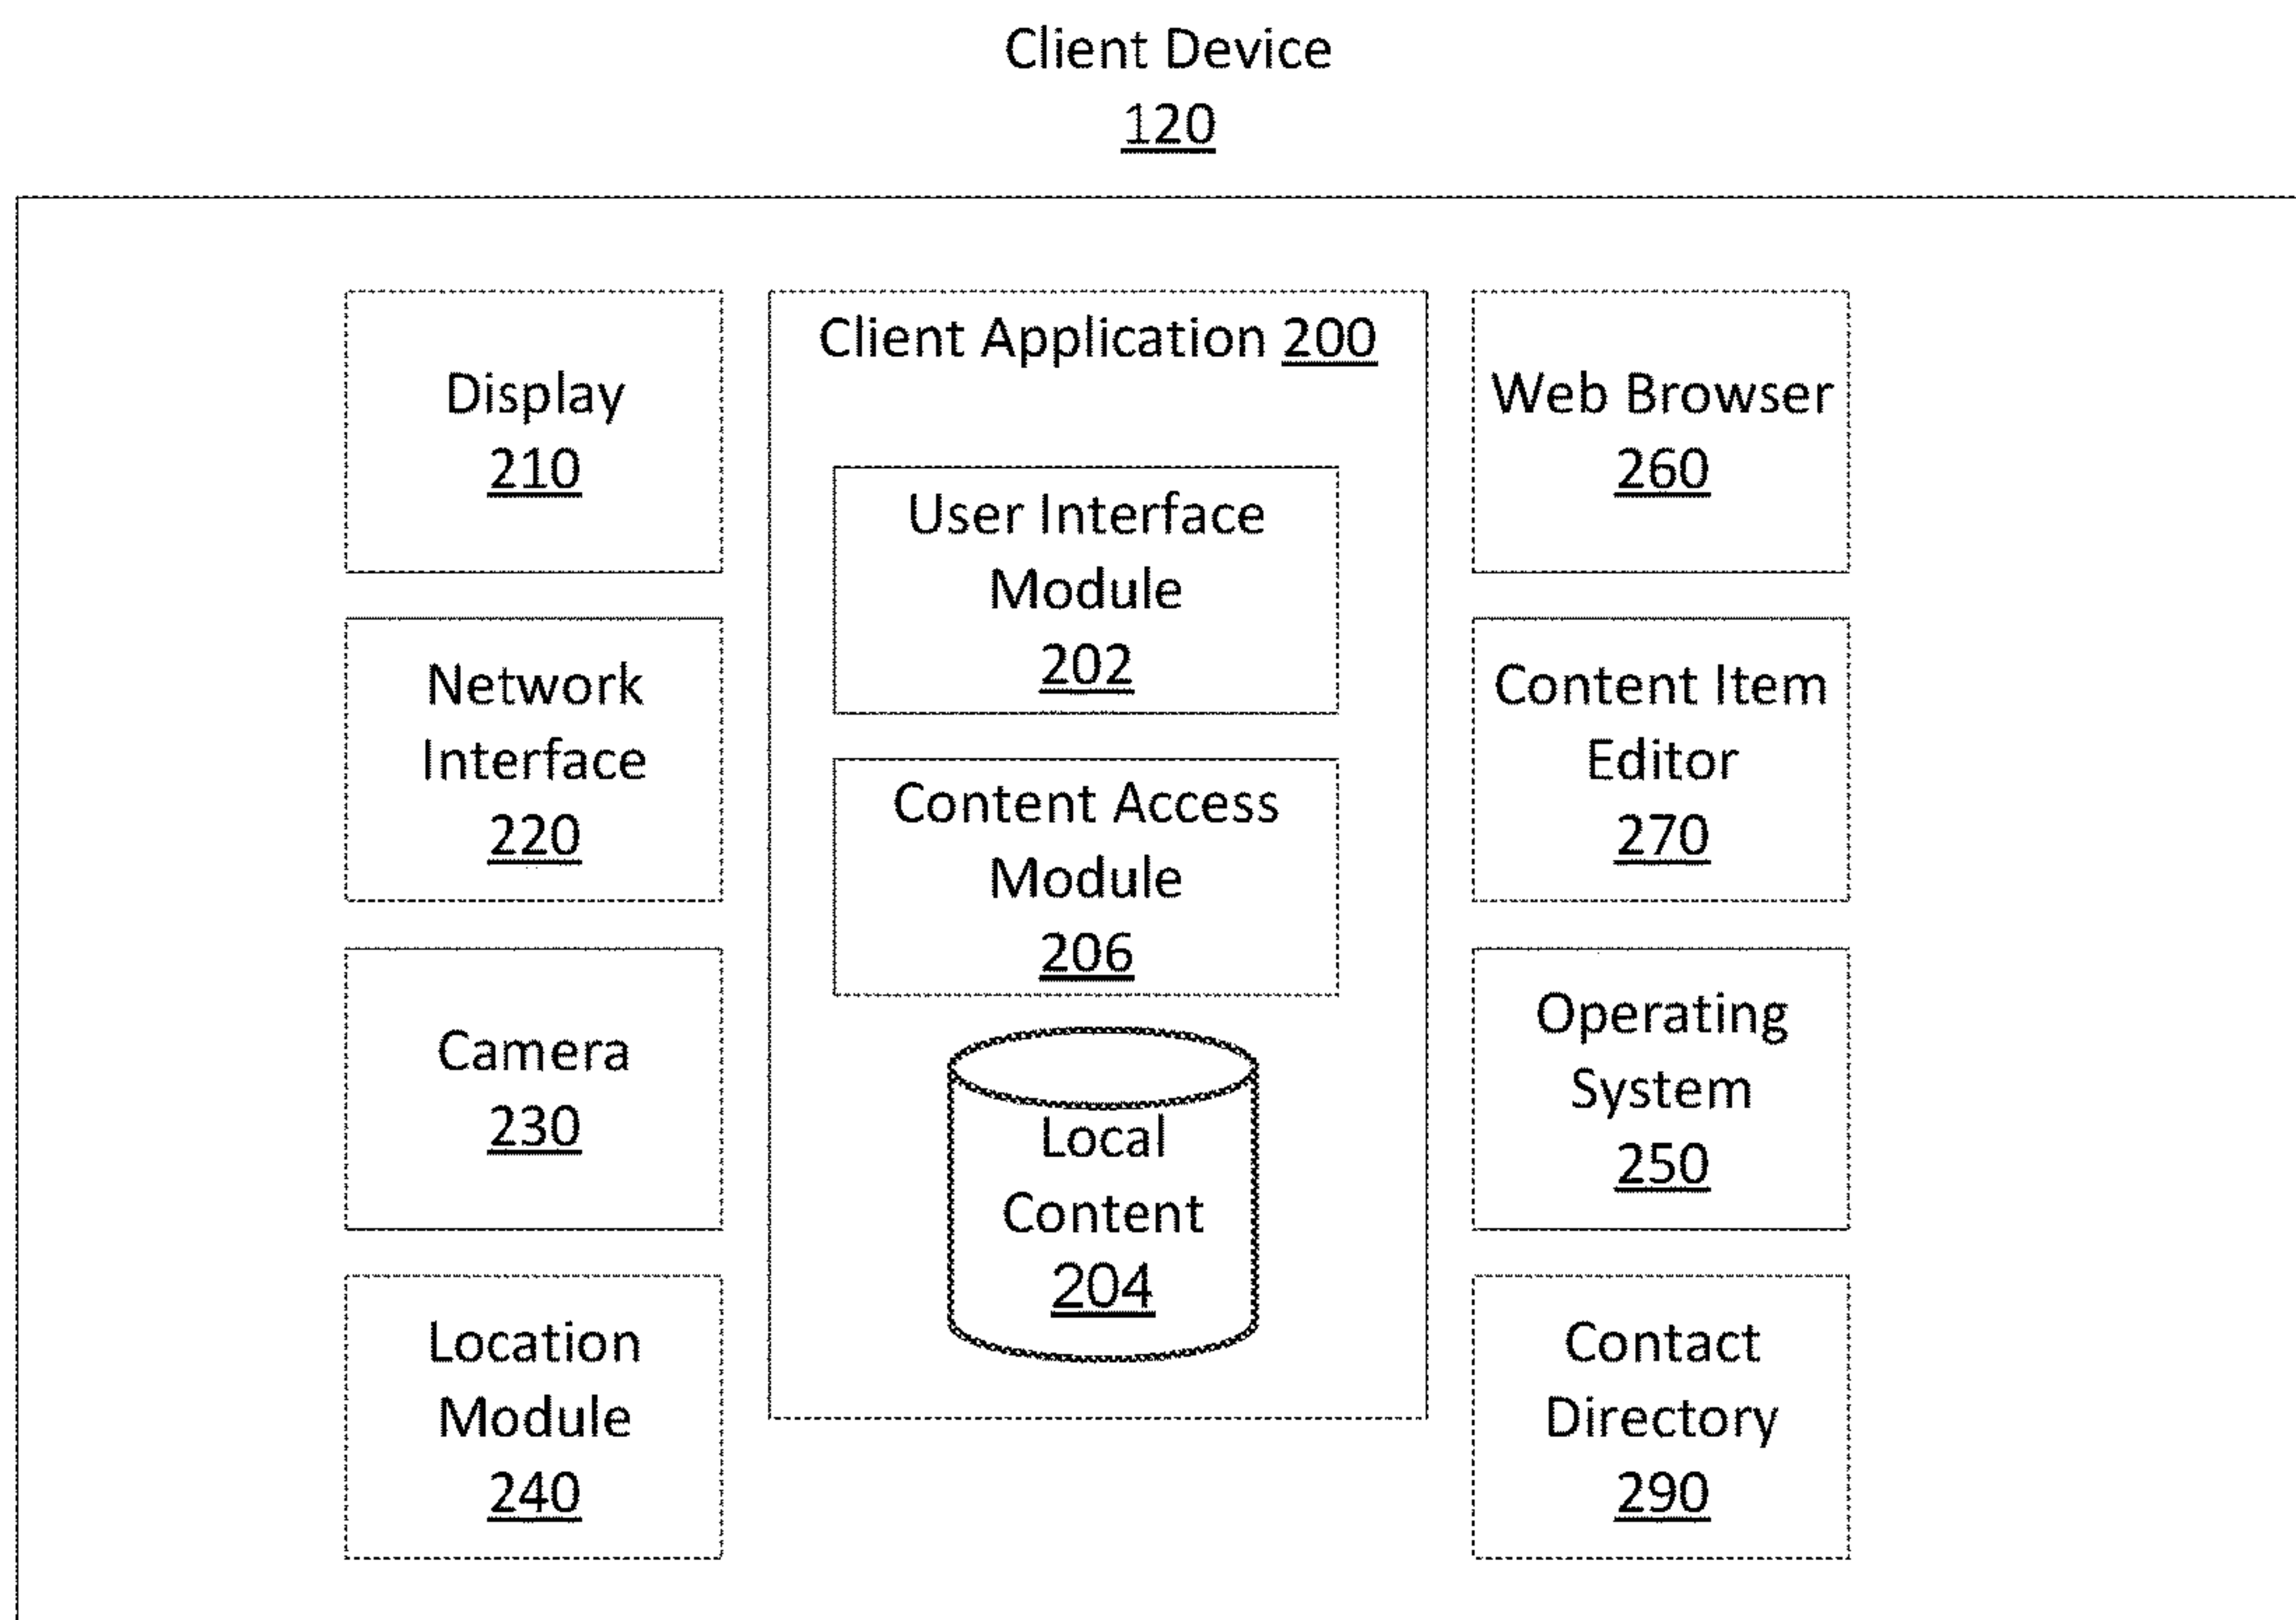 Client Device
120
Display
210
Network
Interface
220
Camera
230
Location
Module
240
Client Application 200
User Interface
Module
202
Content Access
Module
206
Local
Content
204
Web Browser
260
Content Item
Editor
270
Operating
System
250
Contact
Directory
290